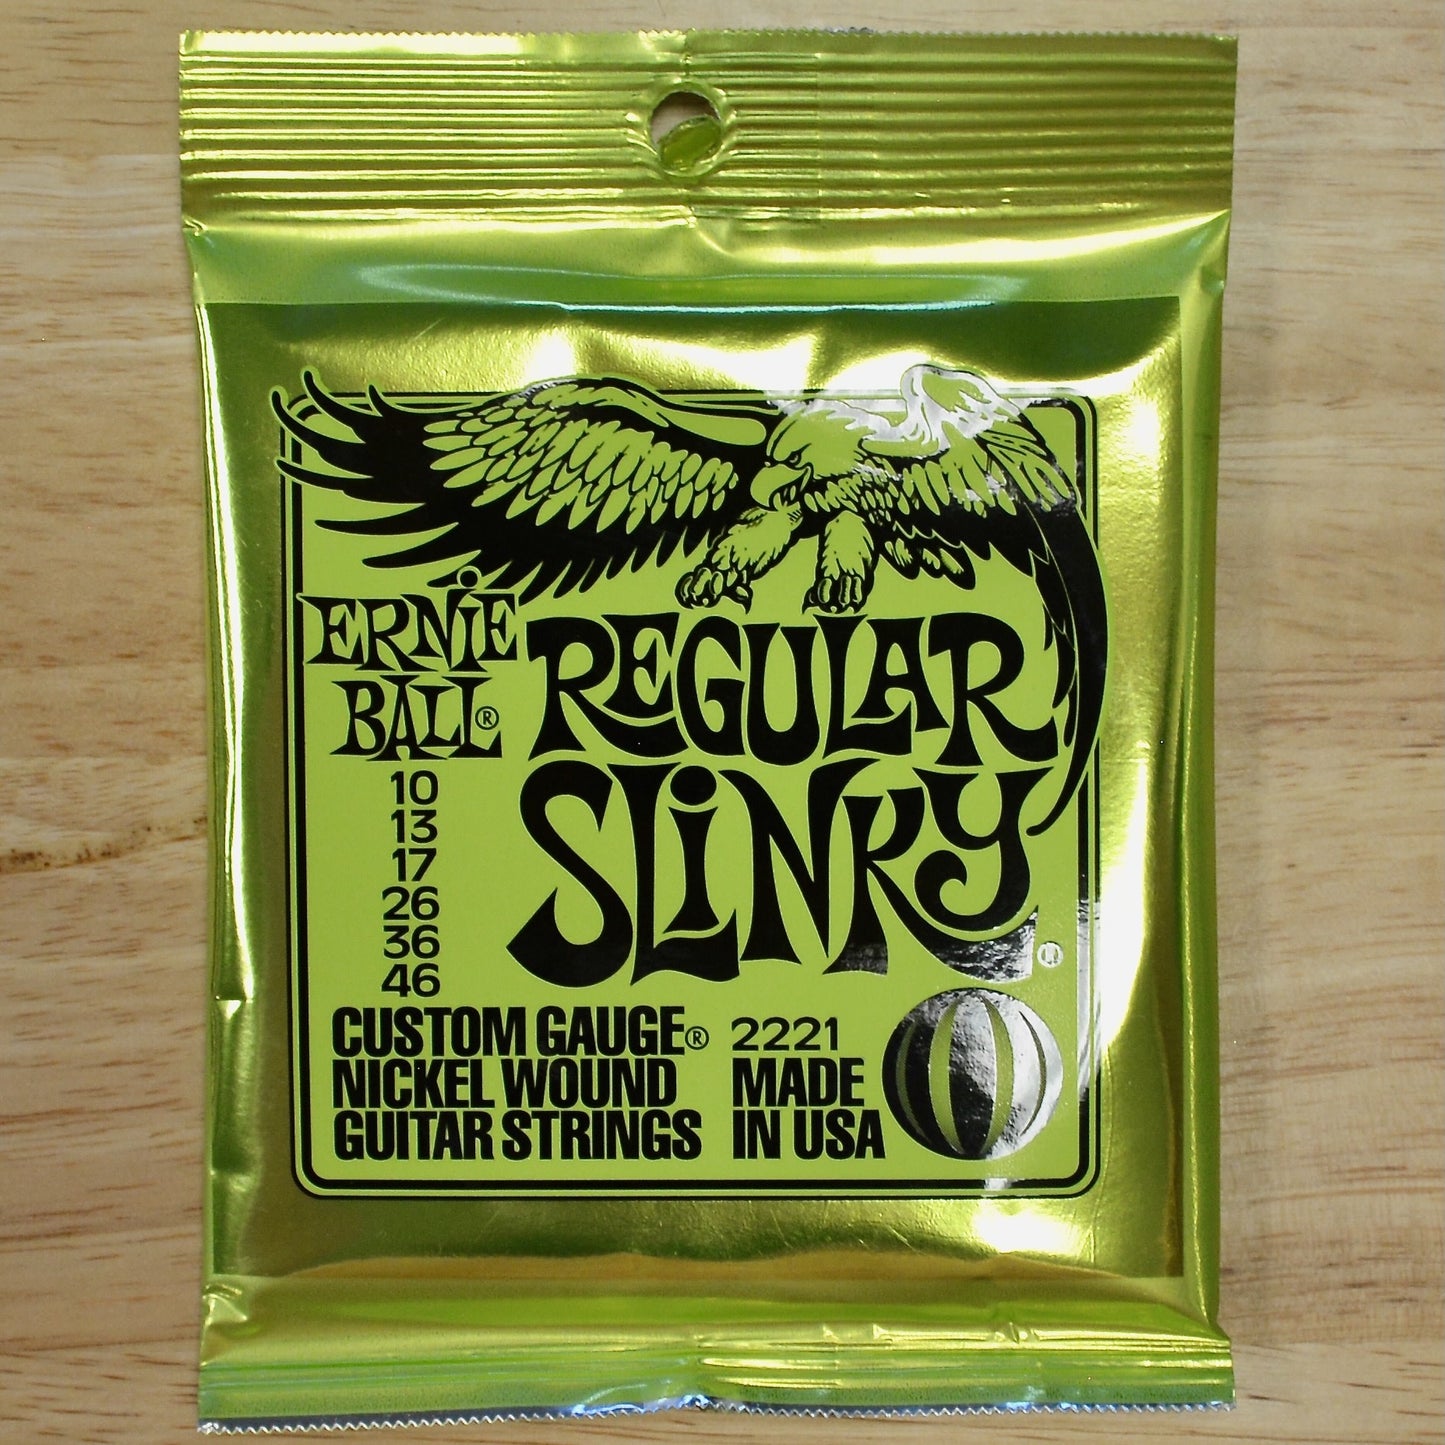 ERNIE
BALL®
REGULAR
SLINKY
10
13
17
26
36
46
CUSTOM GAUGE®
NICKEL WOUND
GUITAR STRINGS
2221
MADE
IN USA